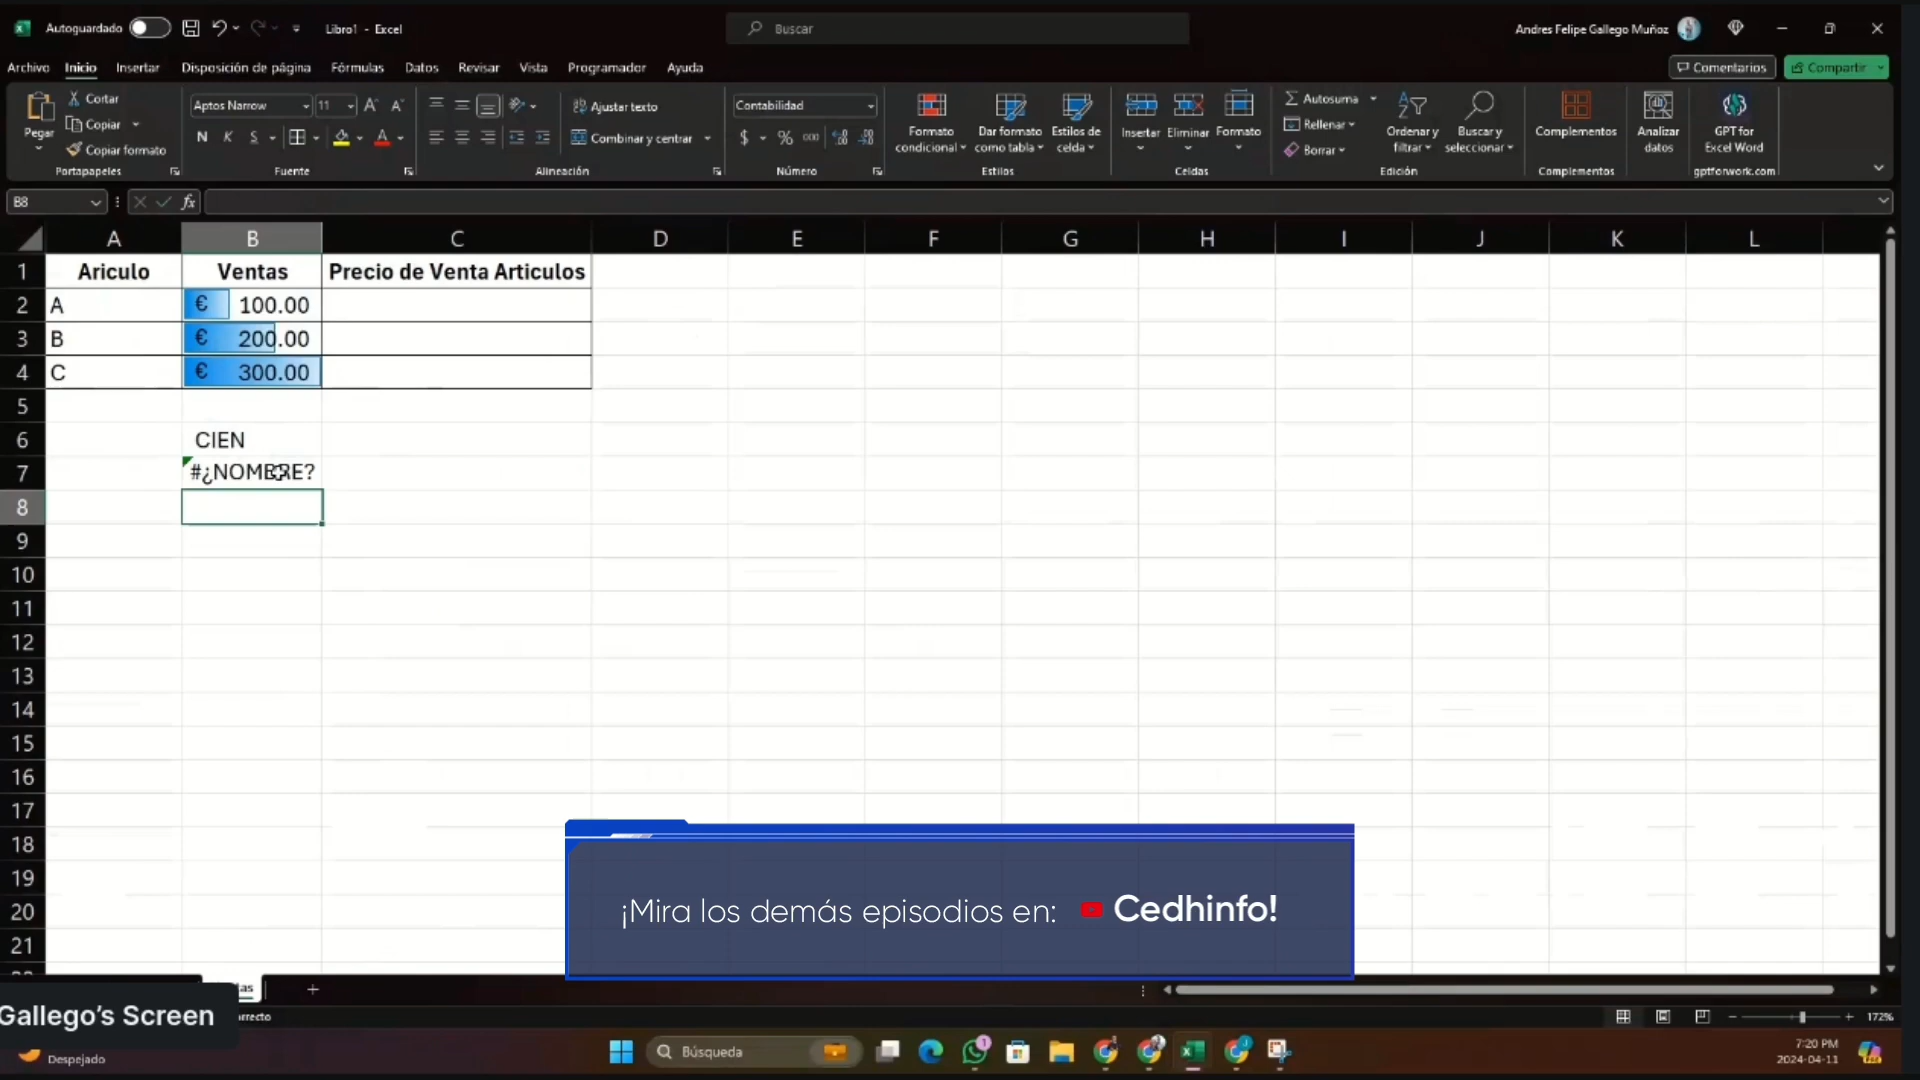 Autoguardado
Libro1 - Excel
Buscar
Andres Felipe Gallego Muñoz
Archivo Inicio Insertar Disposición de página Fórmulas Datos Revisar Vista Programador Ayuda
Comentarios Compartir
Pegar
Cortar
Copiar
Copiar formato
Portapapeles
Aptos Narrow 11
N K S
Fuente
Ajustar texto
Combinar y centrar
Alineación
Contabilidad
$ % 000
Número
Formato condicional
Dar formato como tabla
Estilos de celda
Estilos
Insertar Eliminar Formato
Celdas
Autosuma
Rellenar
Borrar
Ordenar y filtrar
Buscar y seleccionar
Edición
Complementos
Complementos
Analizar datos
GPT for Excel Word
gptforwork.com
B8
fx
A B C D E F G H I J K L
1 Ariculo Ventas Precio de Venta Articulos
2 A € 100.00
3 B € 200.00
4 C € 300.00
5
6 CIEN
7 #¿NOMBRE?
8
9
10
11
12
13
14
15
16
17
18
19
20
21
¡Mira los demás episodios en: Cedhinfo!
Gallego's Screen
172%
Despejado
Búsqueda
1
7:20 PM
2024-04-11